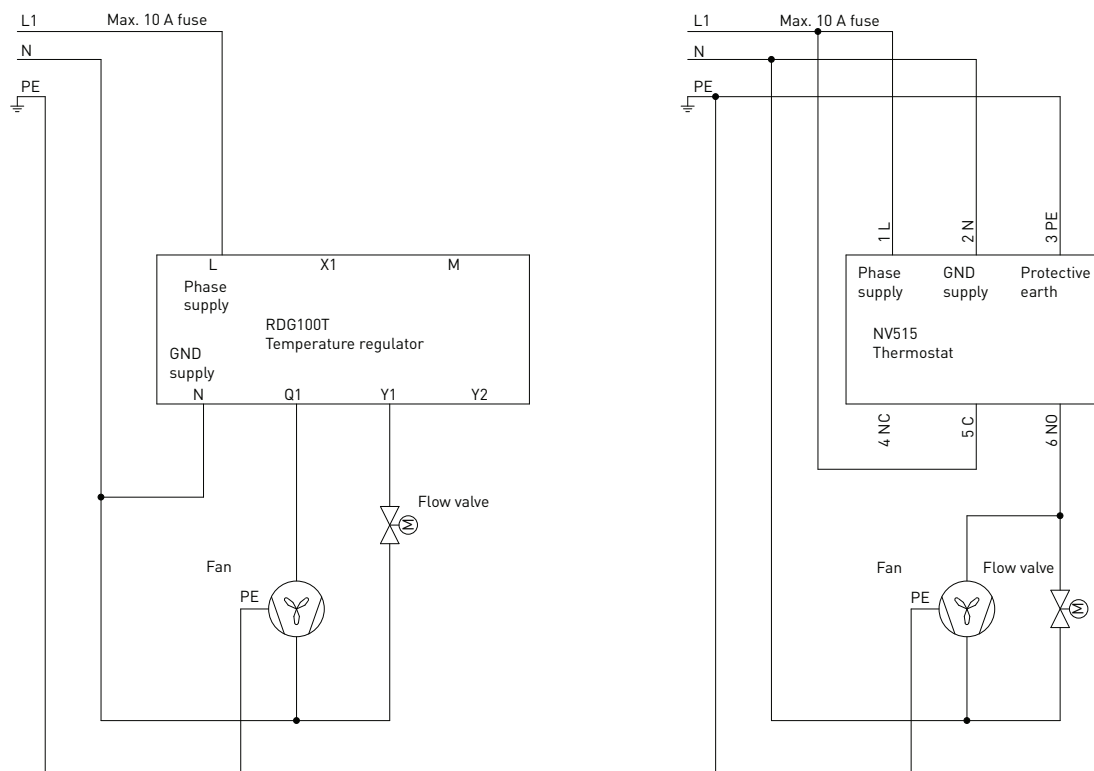 L1
Max. 10 A fuse
N
PE
L
X1
M
Phase
supply
RDG100T
Temperature regulator
GND
supply
N
Q1
Y1
Y2
Flow valve
M
Fan
PE
L1
Max. 10 A fuse
N
PE
1 L
2 N
3 PE
Phase
supply
GND
supply
Protective
earth
NV515
Thermostat
4 NC
5 C
6 NO
Fan
Flow valve
PE
M